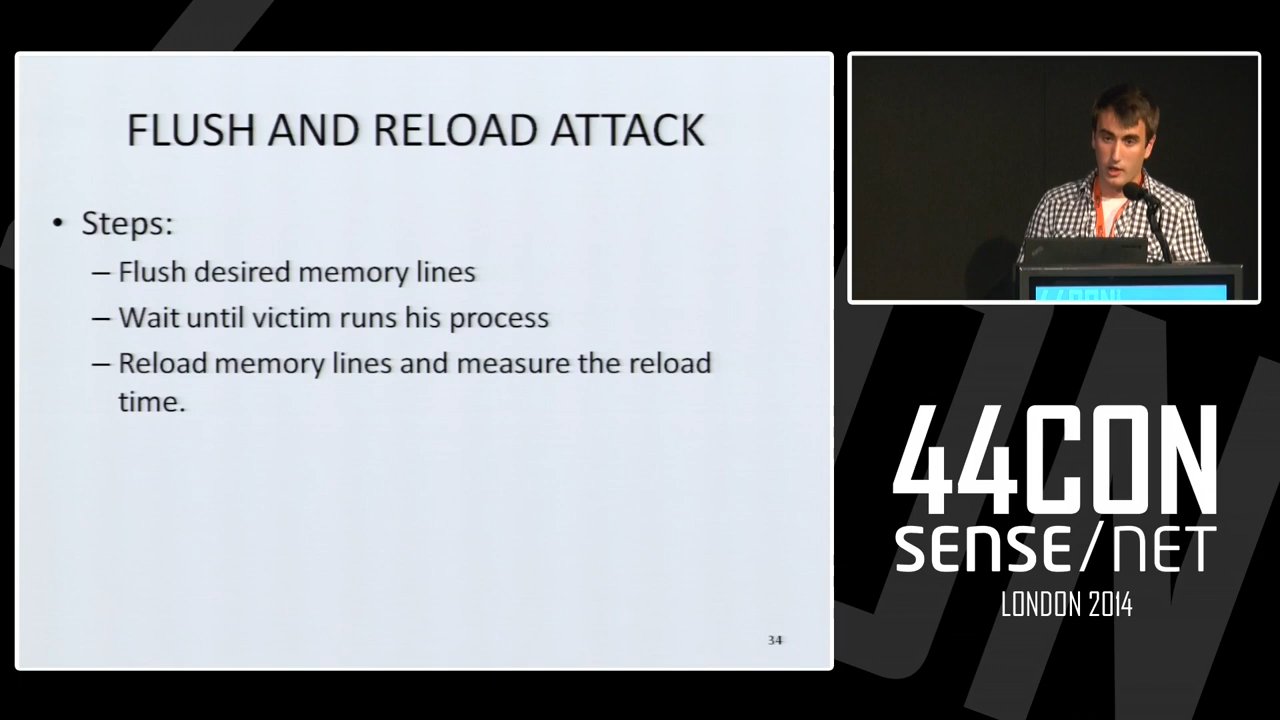 FLUSH AND RELOAD ATTACK
• Steps:
– Flush desired memory lines
– Wait until victim runs his process
– Reload memory lines and measure the reload
time.
34
44CON
44CON
SENSE/NET
LONDON 2014